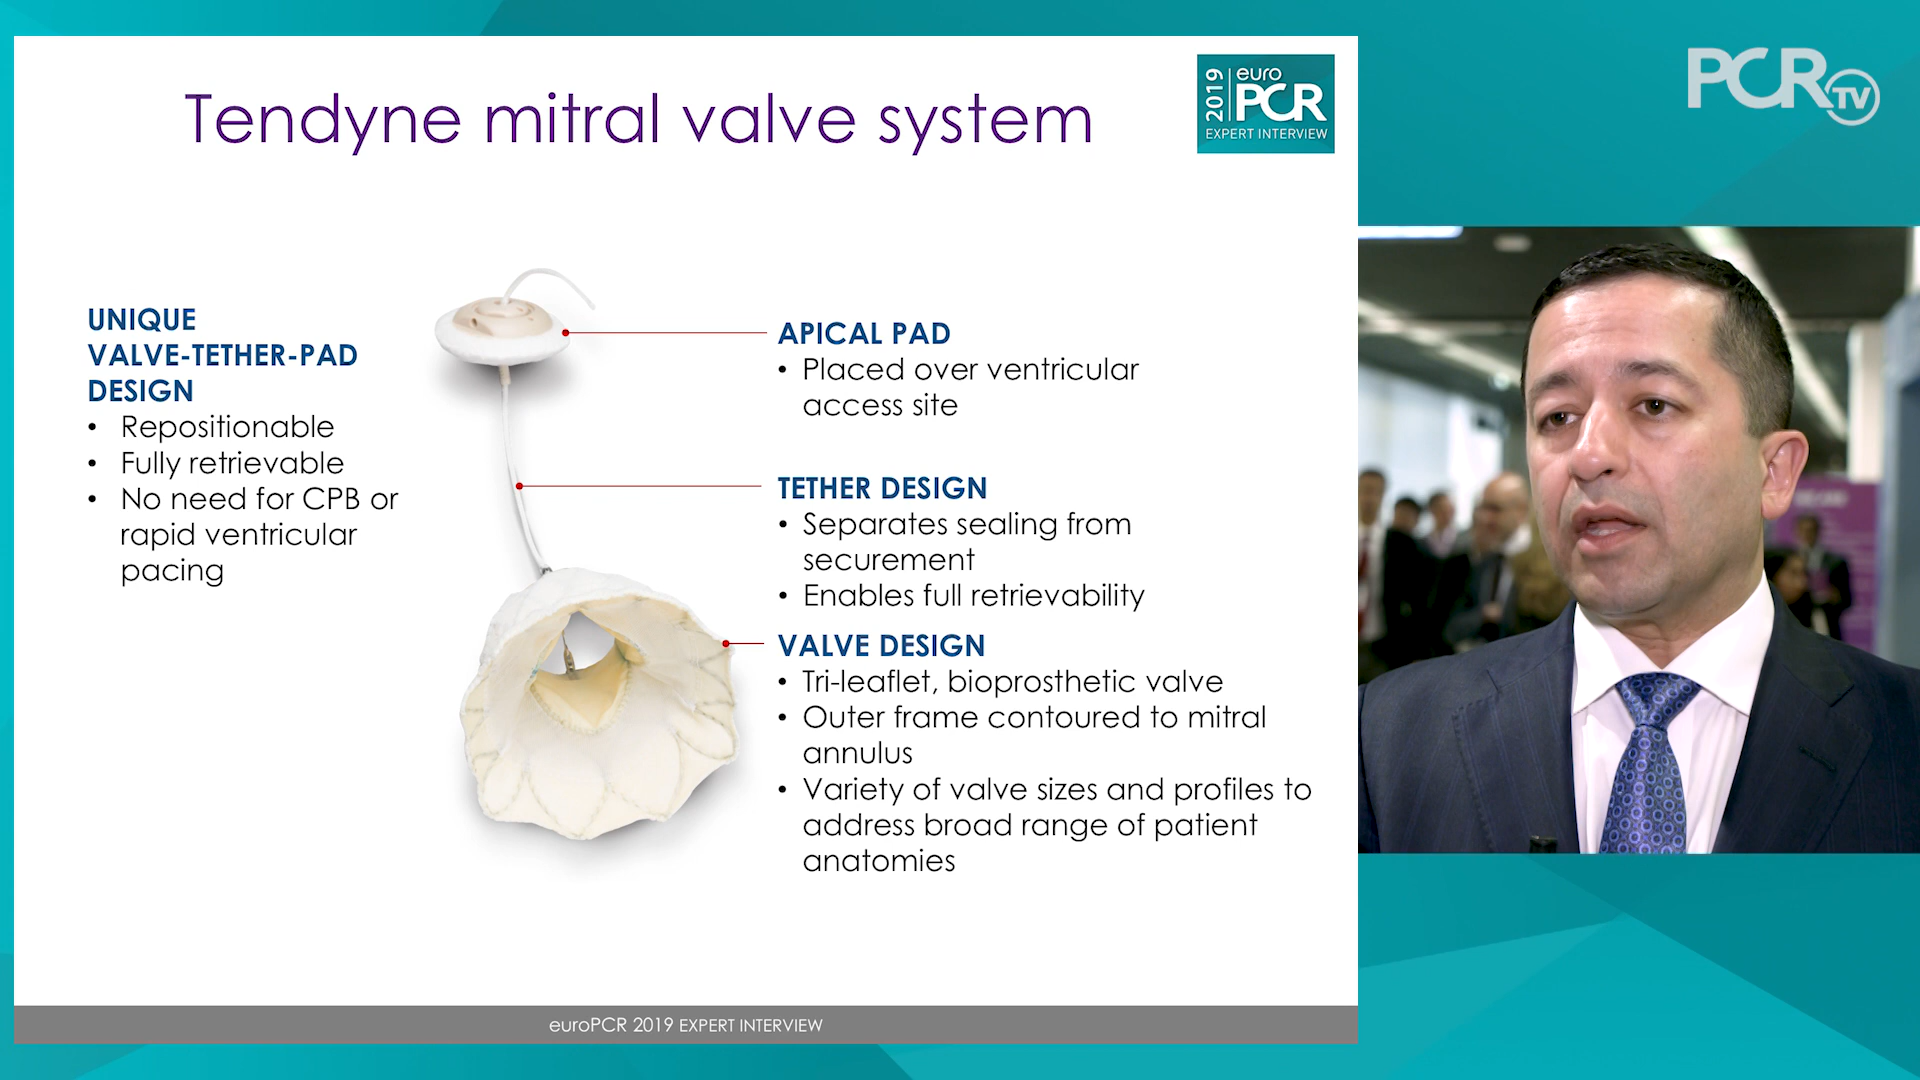 Tendyne mitral valve system
2019
euro
PCR
EXPERT INTERVIEW
PCR TV
UNIQUE
VALVE-TETHER-PAD
DESIGN
• Repositionable
• Fully retrievable
• No need for CPB or
rapid ventricular
pacing
APICAL PAD
• Placed over ventricular
access site
TETHER DESIGN
• Separates sealing from
securement
• Enables full retrievability
VALVE DESIGN
• Tri-leaflet, bioprosthetic valve
• Outer frame contoured to mitral
annulus
• Variety of valve sizes and profiles to
address broad range of patient
anatomies
euroPCR 2019 EXPERT INTERVIEW